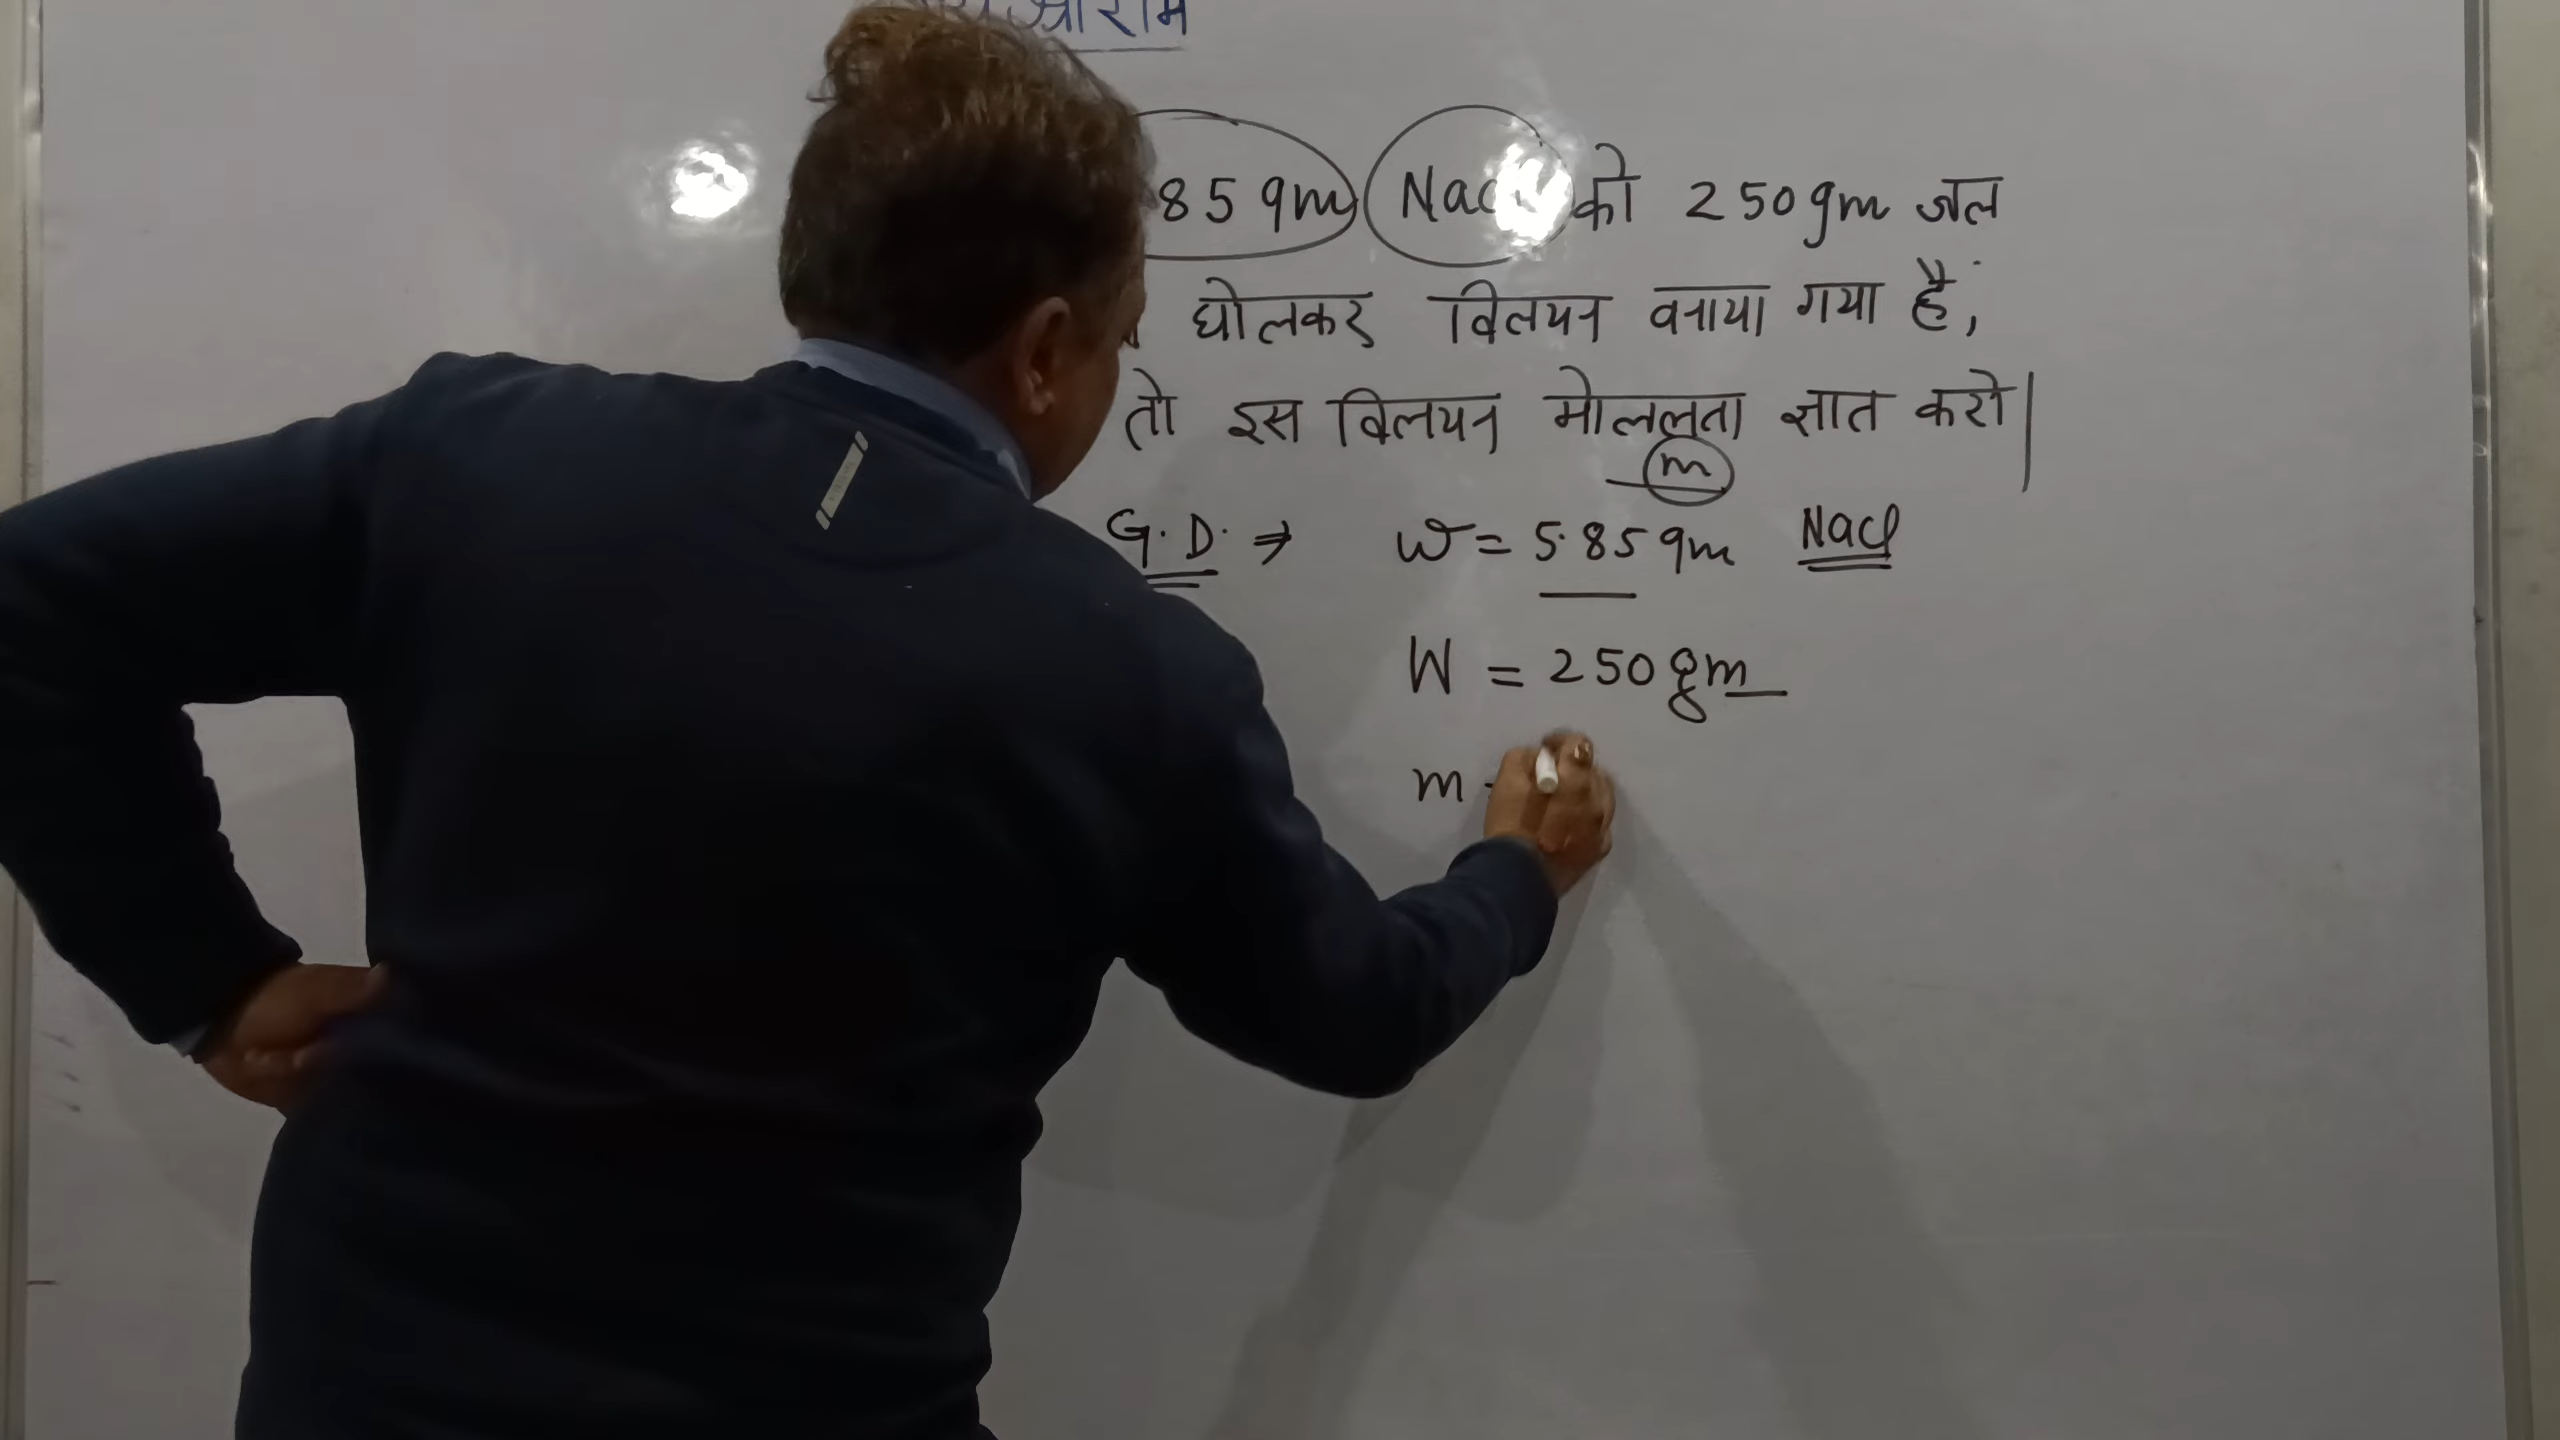 श्री राम
85 gm NaCl को 250 gm जल
घोलकर विलयन बनाया गया है,
तो इस विलयन मोललता ज्ञात करो|
m
G.D. ⇒ w = 5.85 gm NaCl
W = 250 gm
m